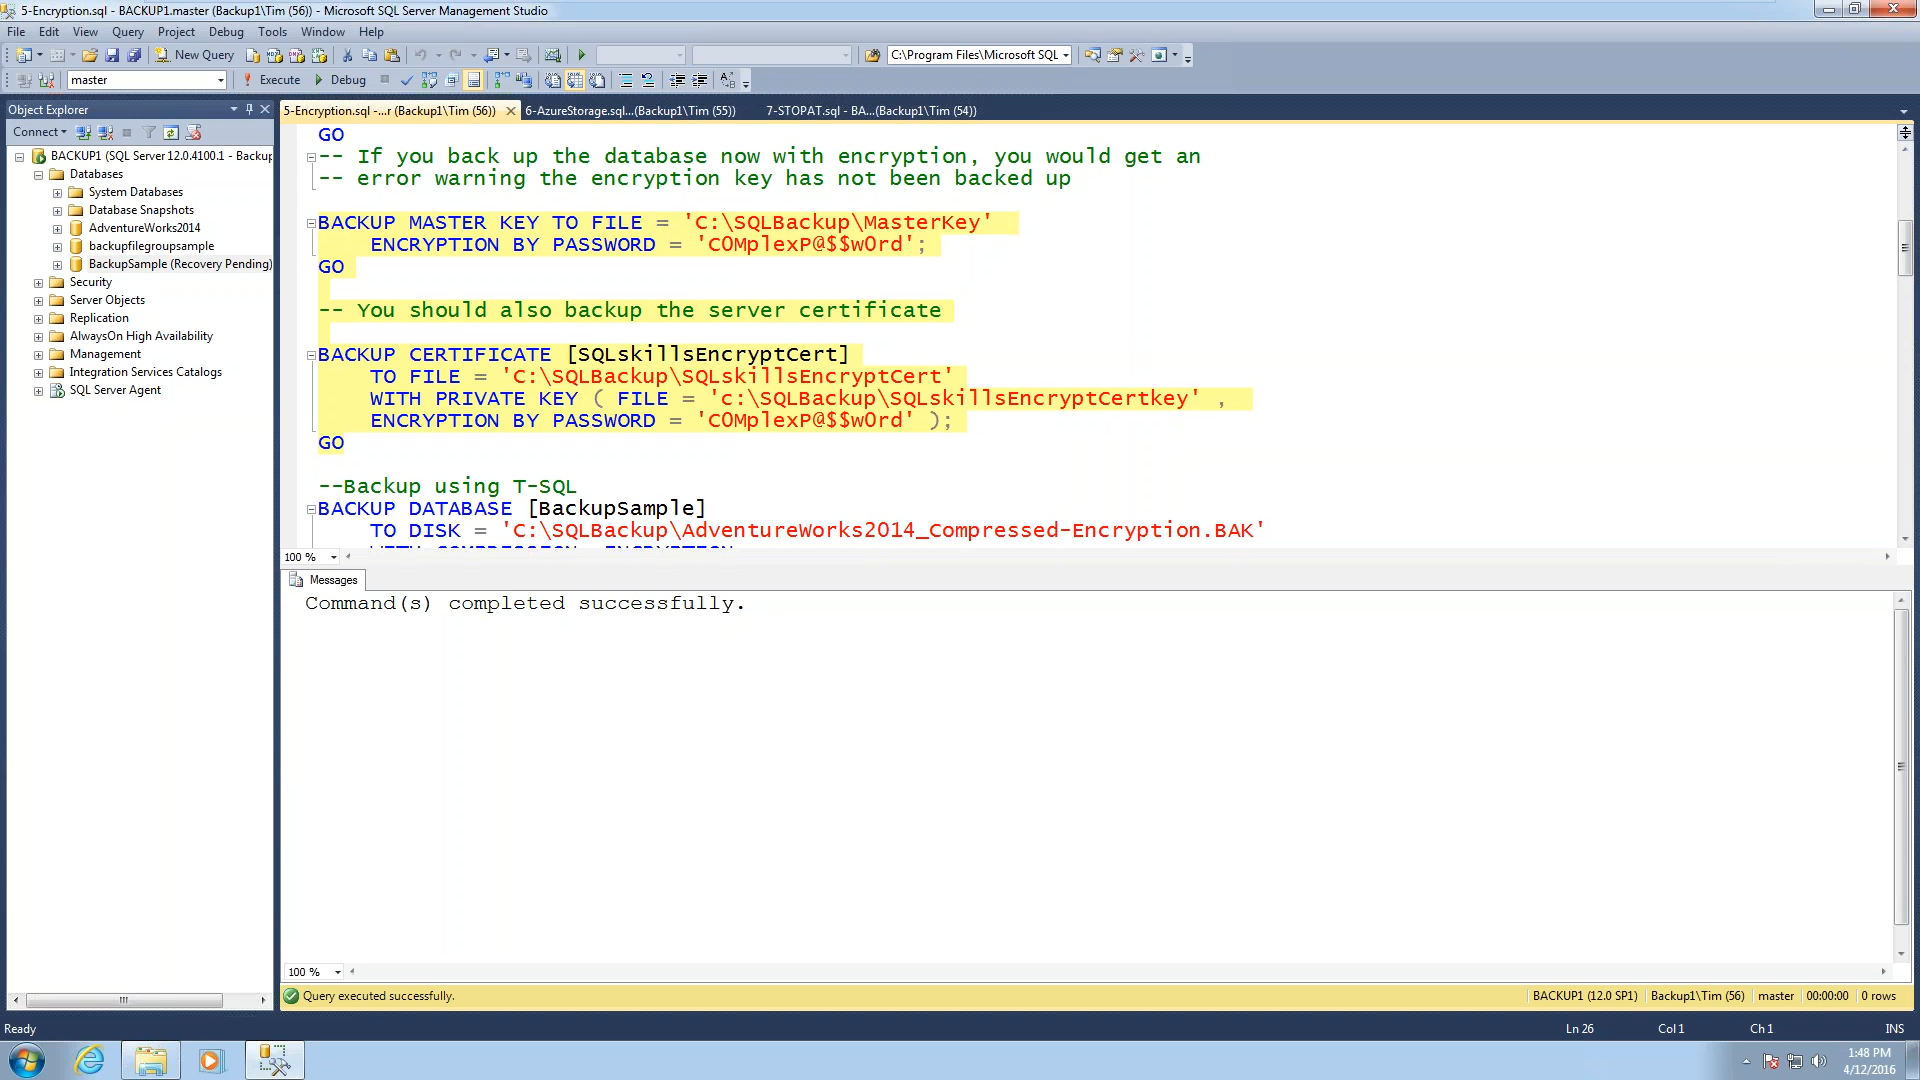 5-Encryption.sql - BACKUP1.master (Backup1\Tim (56)) - Microsoft SQL Server Management Studio
File Edit View Query Project Debug Tools Window Help
New Query C:\Program Files\Microsoft SQL
master Execute Debug
Object Explorer
Connect
BACKUP1 (SQL Server 12.0.4100.1 - Backup
Databases
System Databases
Database Snapshots
AdventureWorks2014
backupfilegroupsample
BackupSample (Recovery Pending)
Security
Server Objects
Replication
AlwaysOn High Availability
Management
Integration Services Catalogs
SQL Server Agent
5-Encryption.sql -...r (Backup1\Tim (56)) 6-AzureStorage.sql...(Backup1\Tim (55)) 7-STOPAT.sql - BA...(Backup1\Tim (54))
GO
-- If you back up the database now with encryption, you would get an
-- error warning the encryption key has not been backed up
BACKUP MASTER KEY TO FILE = 'C:\SQLBackup\MasterKey'
ENCRYPTION BY PASSWORD = 'C0MplexP@$$w0rd';
GO
-- You should also backup the server certificate
BACKUP CERTIFICATE [SQLskillsEncryptCert]
TO FILE = 'C:\SQLBackup\SQLskillsEncryptCert'
WITH PRIVATE KEY ( FILE = 'c:\SQLBackup\SQLskillsEncryptCertkey' ,
ENCRYPTION BY PASSWORD = 'C0MplexP@$$w0rd' );
GO
--Backup using T-SQL
BACKUP DATABASE [BackupSample]
TO DISK = 'C:\SQLBackup\AdventureWorks2014_Compressed-Encryption.BAK'
WITH COMPRESSION, ENCRYPTION
100 %
Messages
Command(s) completed successfully.
100 %
Query executed successfully. BACKUP1 (12.0 SP1) Backup1\Tim (56) master 00:00:00 0 rows
Ready Ln 26 Col 1 Ch 1 INS
1:48 PM
4/12/2016